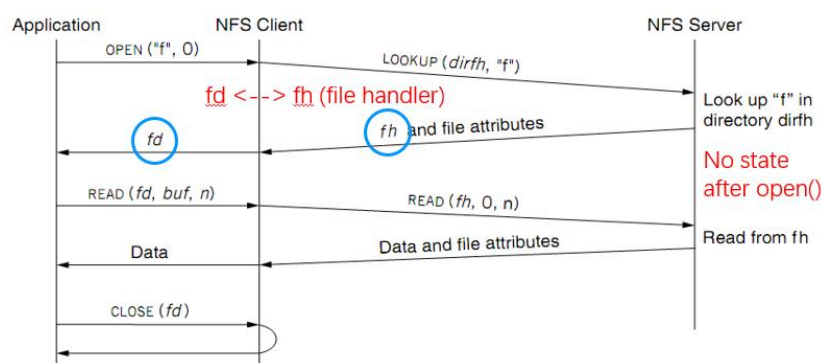 Application
NFS Client
NFS Server
OPEN ("f", 0)
LOOKUP (dirfh, "f")
fd <--> fh (file handler)
Look up "f" in
directory dirfh
fd
fh and file attributes
No state
after open()
READ (fd, buf, n)
READ (fh, 0, n)
Read from fh
Data
Data and file attributes
CLOSE (fd)